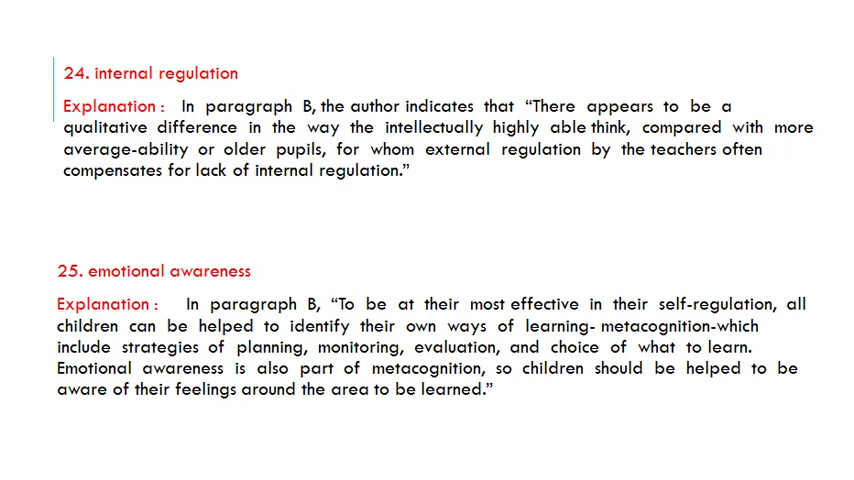 24. internal regulation
Explanation : In paragraph B, the author indicates that “There appears to be a
qualitative difference in the way the intellectually highly able think, compared with more
average-ability or older pupils, for whom external regulation by the teachers often
compensates for lack of internal regulation.”
25. emotional awareness
Explanation : In paragraph B, “To be at their most effective in their self-regulation, all
children can be helped to identify their own ways of learning- metacognition-which
include strategies of planning, monitoring, evaluation, and choice of what to learn.
Emotional awareness is also part of metacognition, so children should be helped to be
aware of their feelings around the area to be learned.”